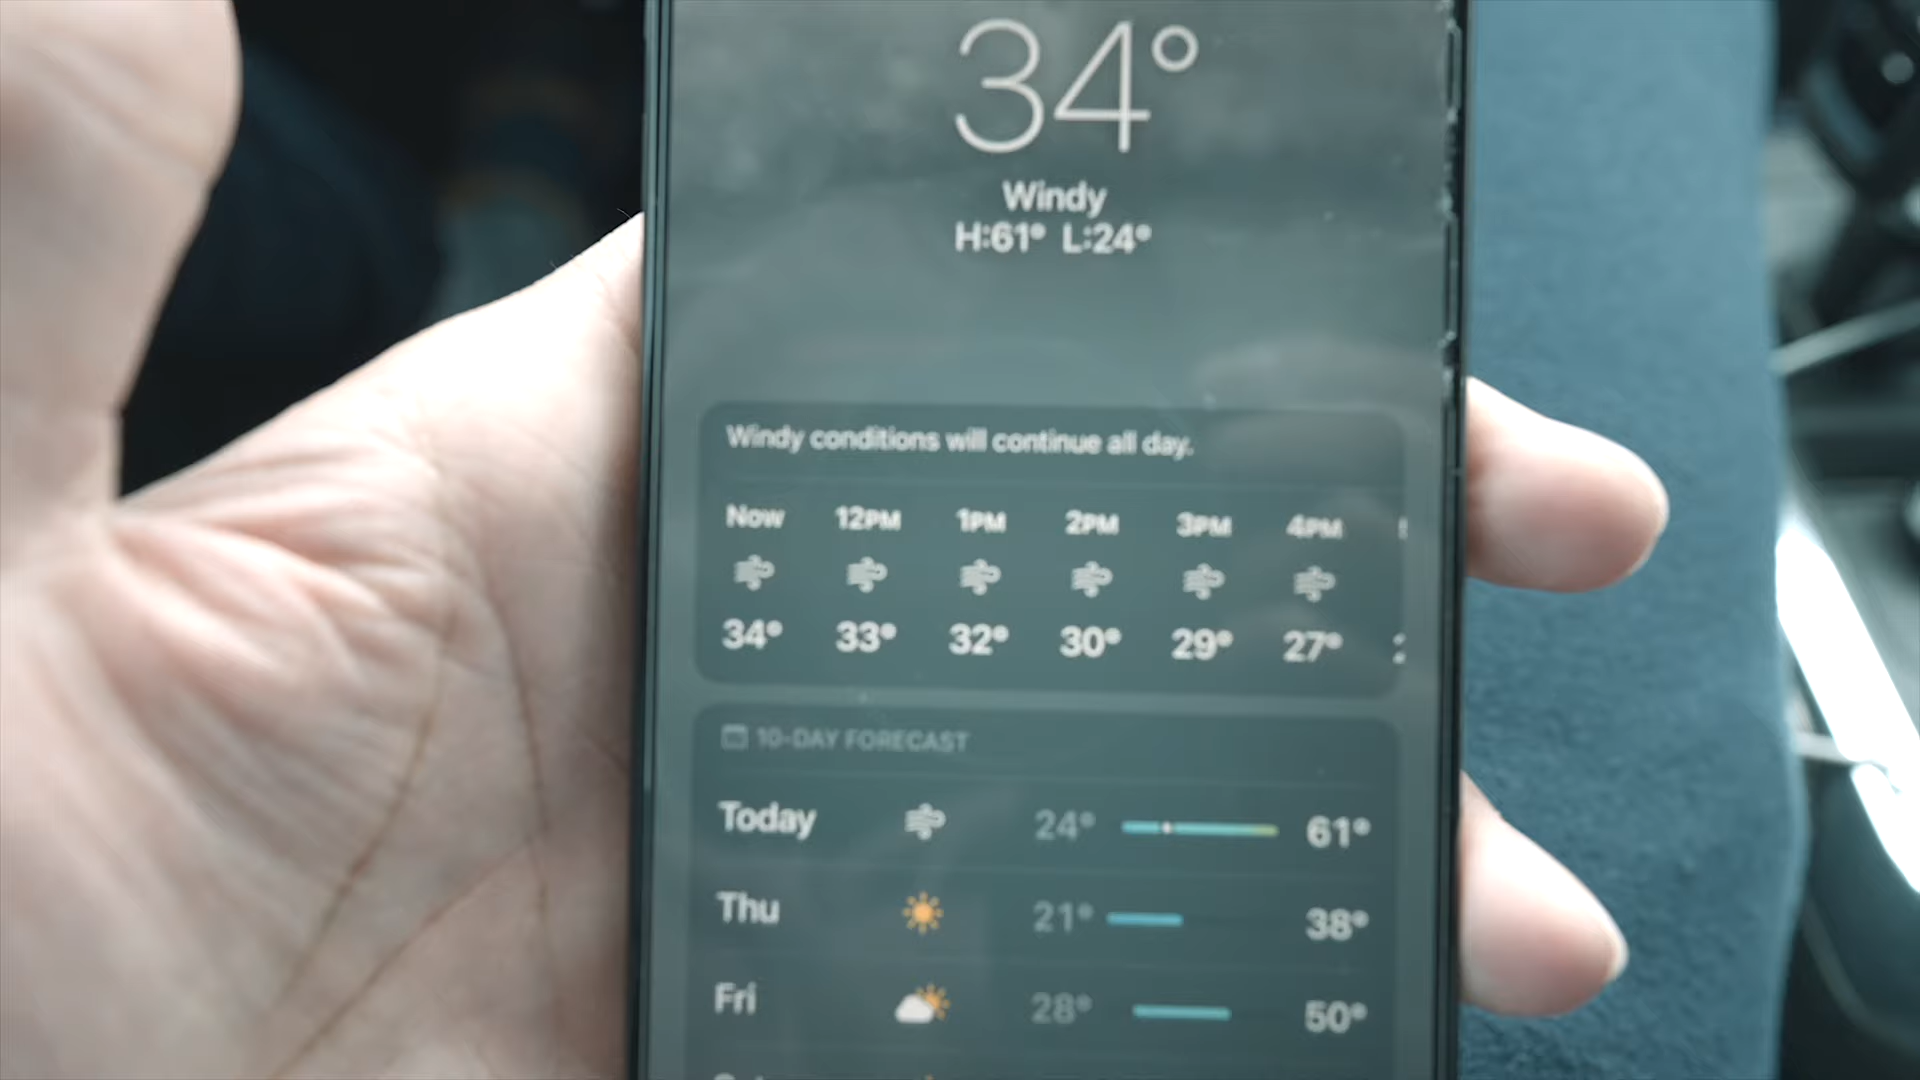 34°
Windy
H:61° L:24°
Windy conditions will continue all day.
Now 12PM 1PM 2PM 3PM 4PM
34° 33° 32° 30° 29° 27°
10-DAY FORECAST
Today 24° 61°
Thu 21° 38°
Fri 28° 50°